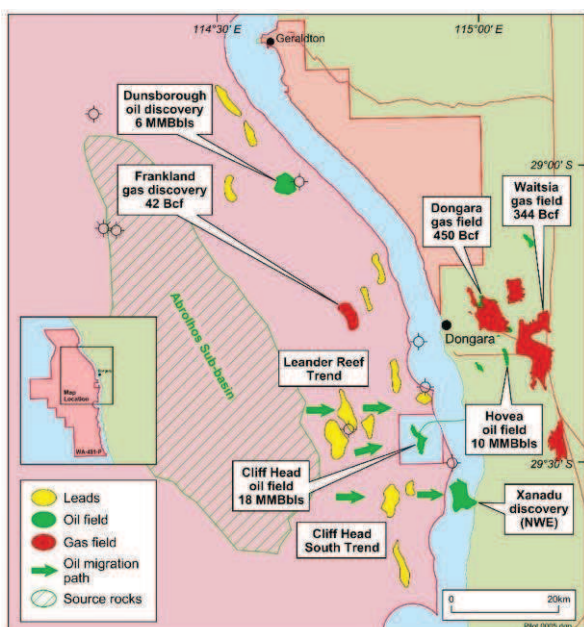 114°30' E
115°00' E
Geraldton
Dunsborough
oil discovery
6 MMBbls
29°00' S
Frankland
gas discovery
42 Bcf
Waitsia
gas field
344 Bcf
Dongara
gas field
450 Bcf
Abrolhos Sub-basin
Dongara
Leander Reef
Trend
Map
Location
Hovea
oil field
10 MMBbls
29°30' S
Cliff Head
oil field
18 MMBbls
Xanadu
discovery
(NWE)
Cliff Head
South Trend
Leads
Oil field
Gas field
Oil migration
path
Source rocks
0
20km